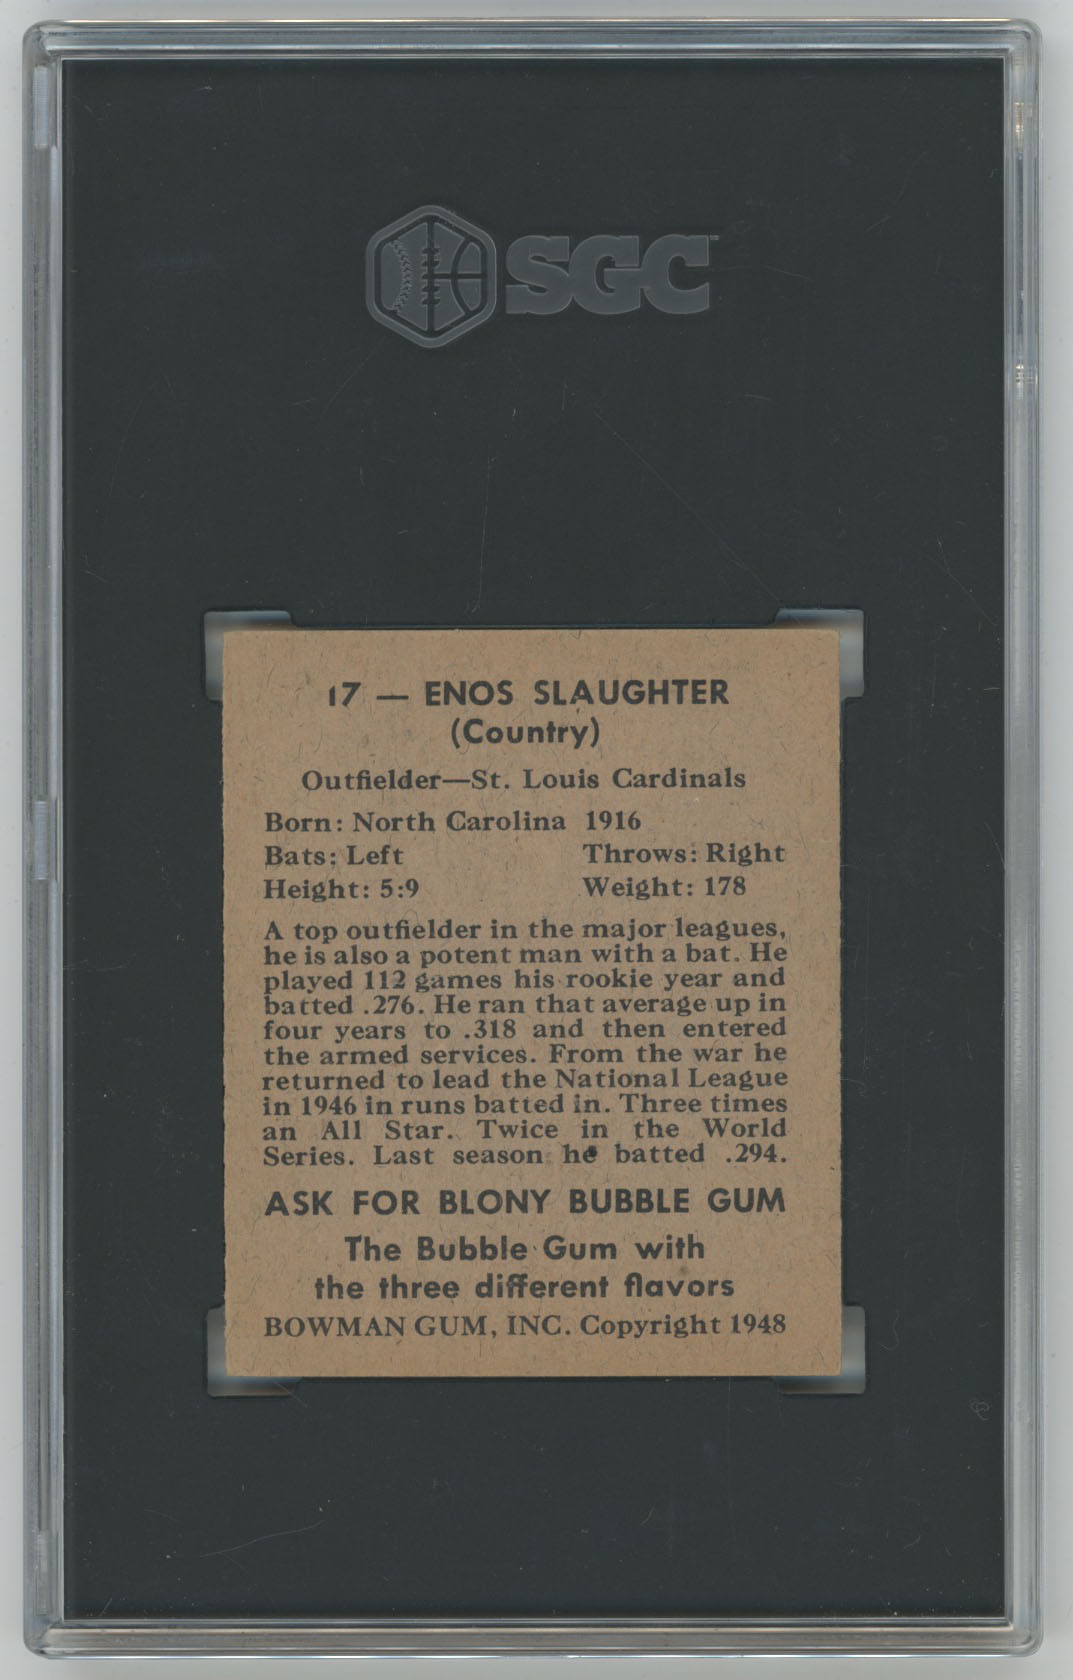 SGC
17 — ENOS SLAUGHTER
(Country)
Outfielder—St. Louis Cardinals
Born: North Carolina 1916
Bats: Left Throws: Right
Height: 5:9 Weight: 178
A top outfielder in the major leagues,
he is also a potent man with a bat. He
played 112 games his rookie year and
batted .276. He ran that average up in
four years to .318 and then entered
the armed services. From the war he
returned to lead the National League
in 1946 in runs batted in. Three times
an All Star. Twice in the World
Series. Last season he batted .294.
ASK FOR BLONY BUBBLE GUM
The Bubble Gum with
the three different flavors
BOWMAN GUM, INC. Copyright 1948